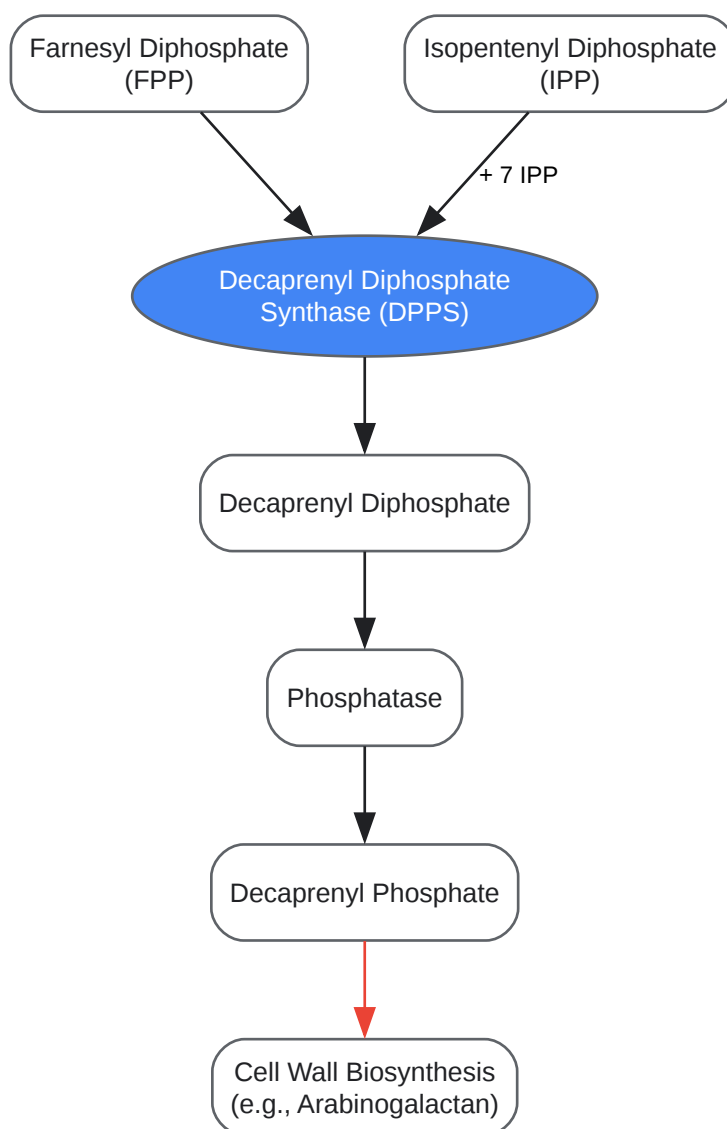 Farnesyl Diphosphate
(FPP)
Isopentenyl Diphosphate
(IPP)
+ 7 IPP
Decaprenyl Diphosphate
Synthase (DPPS)
Decaprenyl Diphosphate
Phosphatase
Decaprenyl Phosphate
Cell Wall Biosynthesis
(e.g., Arabinogalactan)